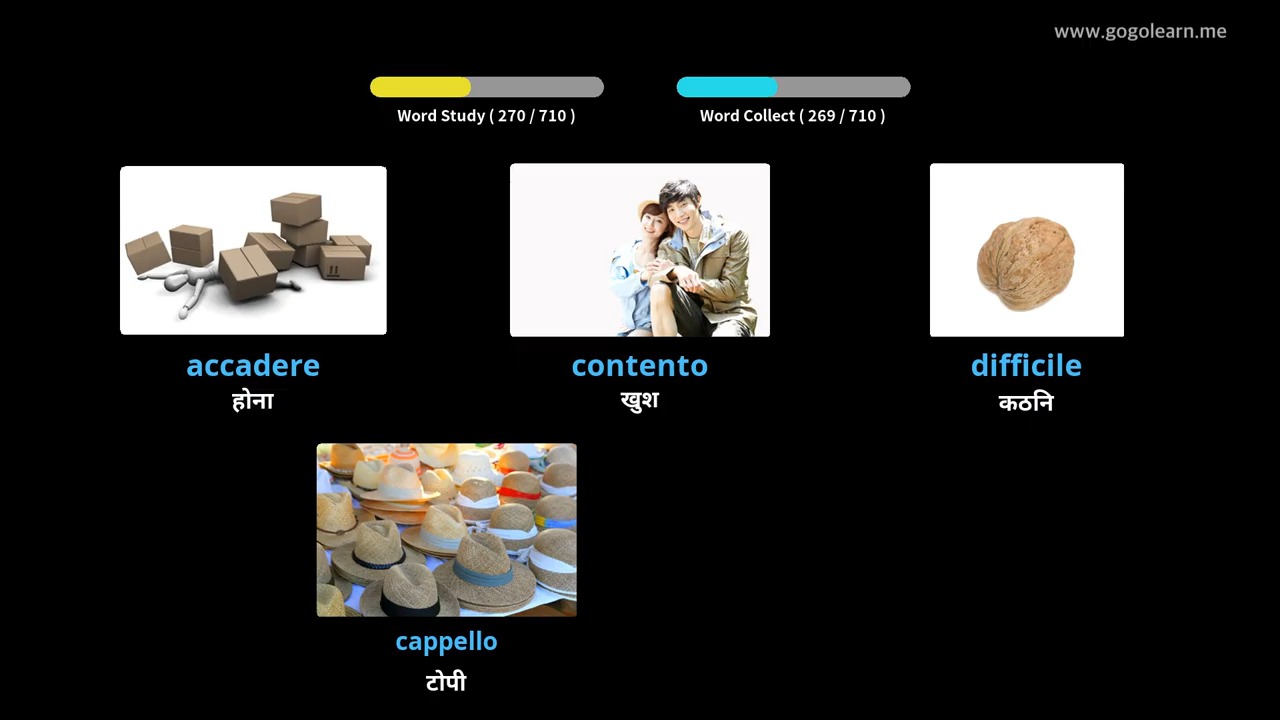 www.gogolearn.me
Word Study ( 270 / 710 )
Word Collect ( 269 / 710 )
accadere
होना
contento
खुश
difficile
कठनि
cappello
टोपी